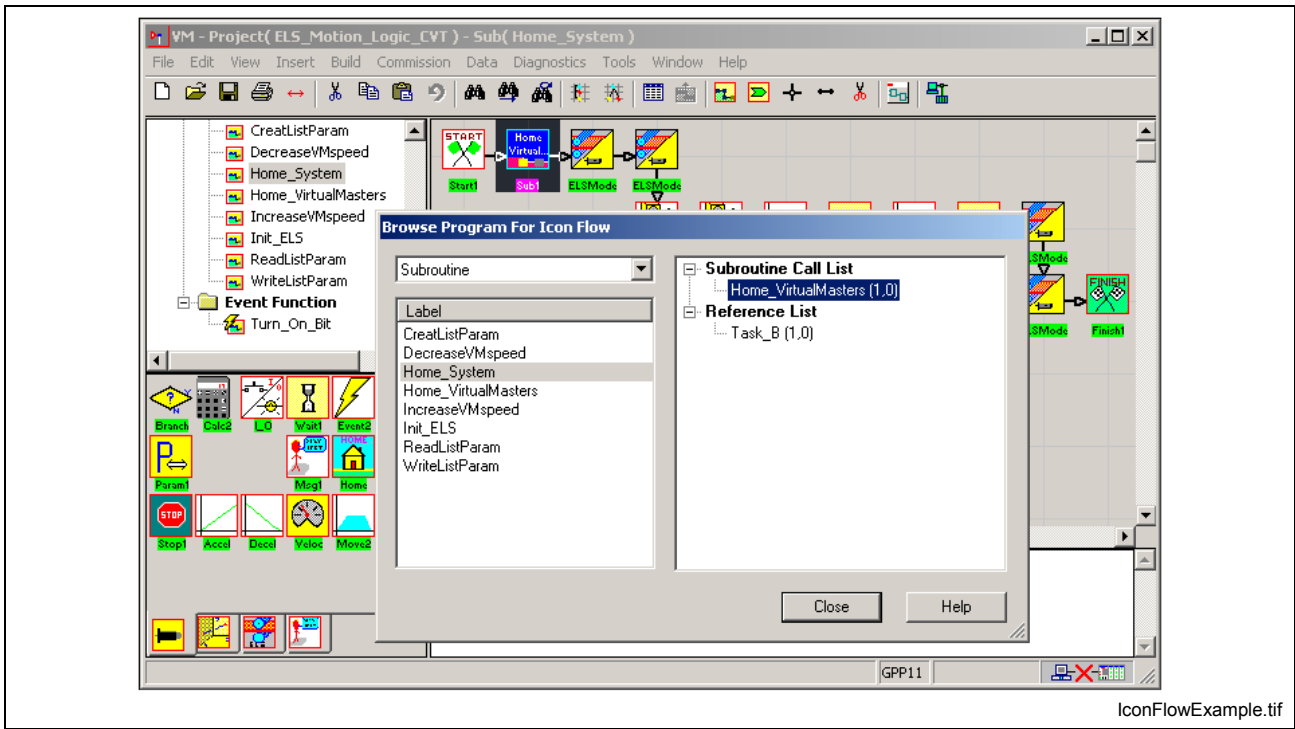 VM - Project( ELS_Motion_Logic_CVT ) - Sub( Home_System )
File Edit View Insert Build Commission Data Diagnostics Tools Window Help
CreatListParam
DecreaseVMspeed
Home_System
Home_VirtualMasters
IncreaseVMspeed
Init_ELS
ReadListParam
WriteListParam
Event Function
Turn_On_Bit
START
Home
Virtual...
Start1 Sub1 ELSMode ELSMode
SMode
FINISH
SMode Finish1
Browse Program For Icon Flow
Subroutine
Label
CreatListParam
DecreaseVMspeed
Home_System
Home_VirtualMasters
IncreaseVMspeed
Init_ELS
ReadListParam
WriteListParam
Subroutine Call List
Home_VirtualMasters (1,0)
Reference List
Task_B (1,0)
Close Help
Branch Calc2 I_O Wait1 Event2
HOME
Param1 Msg1 Home
STOP
Stop1 Accel Decel Veloc Move2
GPP11
IconFlowExample.tif